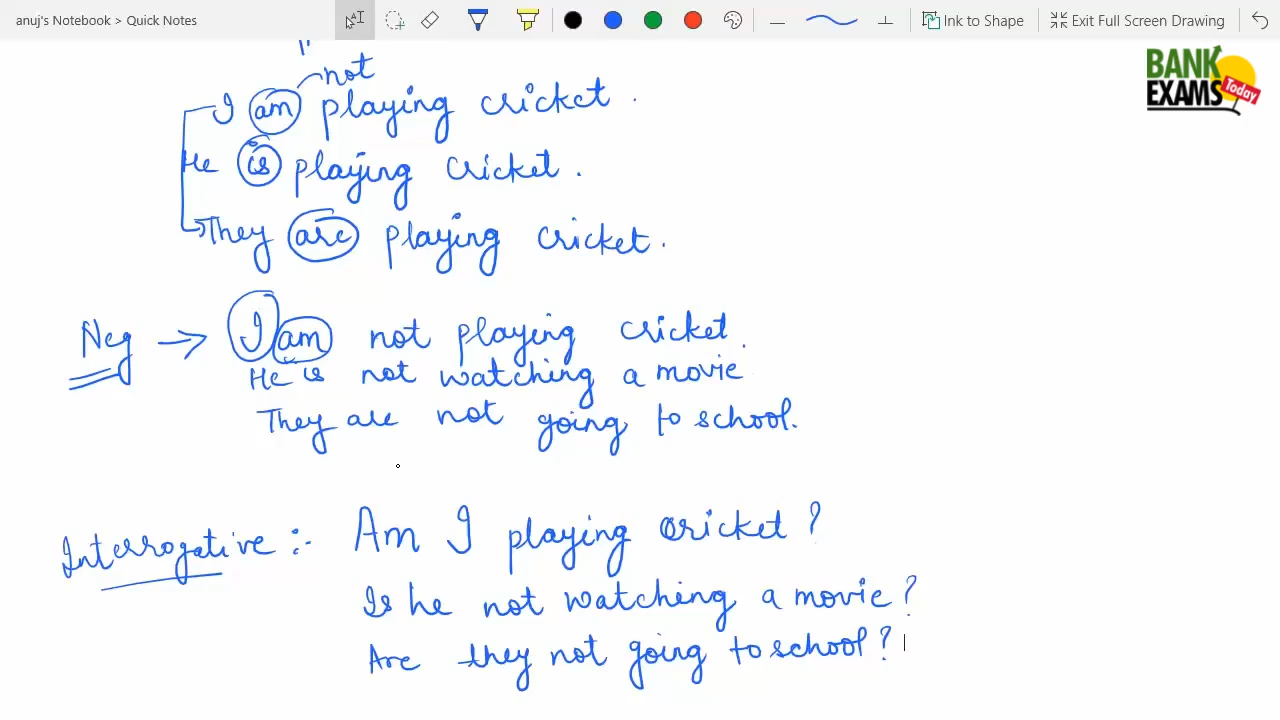 anuj's Notebook > Quick Notes
Ink to Shape
Exit Full Screen Drawing
BANK
EXAMS
Today
not
I am playing cricket.
He is playing cricket.
They are playing cricket.
Neg → I am not playing cricket.
He is not watching a movie
They are not going to school.
Interrogative :- Am I playing cricket?
Is he not watching a movie?
Are they not going to school?